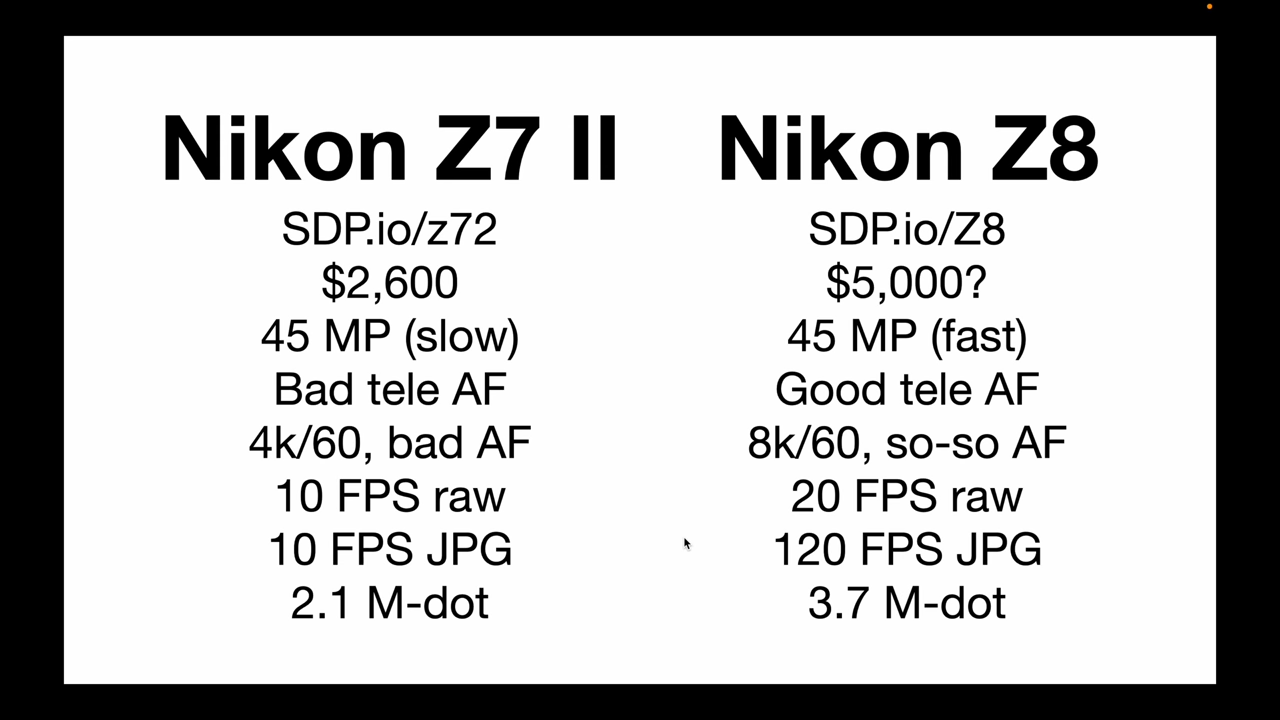 Nikon Z7 II
SDP.io/z72
$2,600
45 MP (slow)
Bad tele AF
4k/60, bad AF
10 FPS raw
10 FPS JPG
2.1 M-dot
Nikon Z8
SDP.io/Z8
$5,000?
45 MP (fast)
Good tele AF
8k/60, so-so AF
20 FPS raw
120 FPS JPG
3.7 M-dot